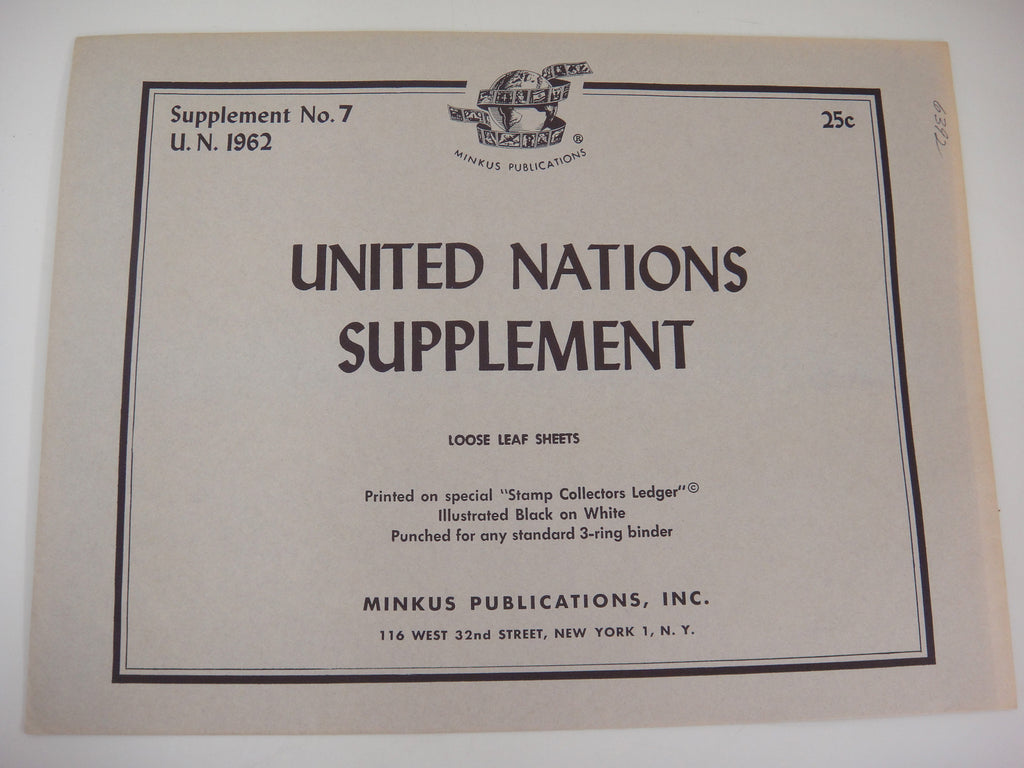 Supplement No. 7
U. N. 1962
MINKUS PUBLICATIONS ®
25c
6392
UNITED NATIONS
SUPPLEMENT
LOOSE LEAF SHEETS
Printed on special "Stamp Collectors Ledger"©
Illustrated Black on White
Punched for any standard 3-ring binder
MINKUS PUBLICATIONS, INC.
116 WEST 32nd STREET, NEW YORK 1, N. Y.